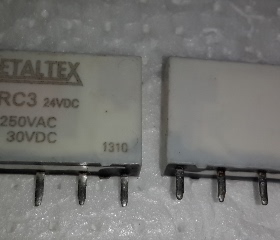 ETALTEX
RC3 24VDC
250VAC
30VDC
1310